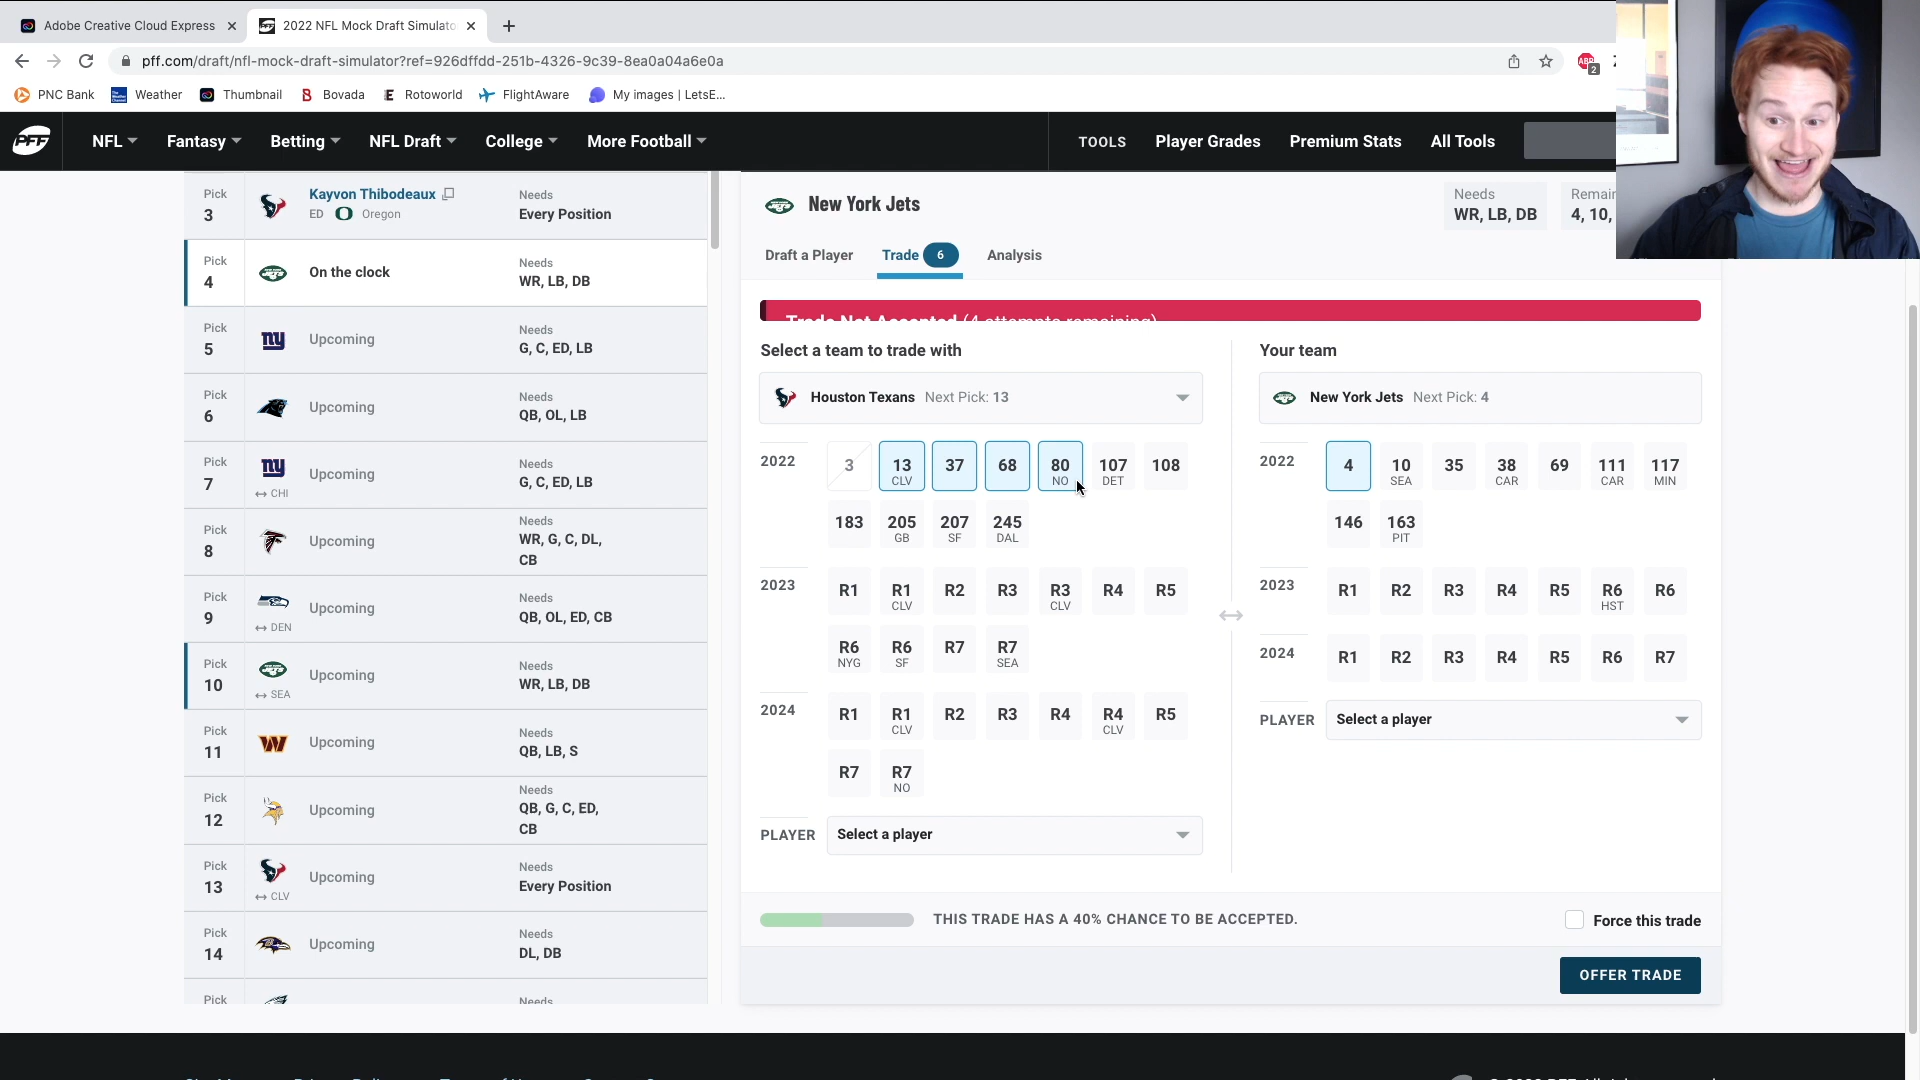 Adobe Creative Cloud Express
2022 NFL Mock Draft Simulato
pff.com/draft/nfl-mock-draft-simulator?ref=926dffdd-251b-4326-9c39-8ea0a04a6e0a
ABP 2
PNC Bank Weather Thumbnail Bovada Rotoworld FlightAware My images | LetsE...
PFF NFL Fantasy Betting NFL Draft College More Football TOOLS Player Grades Premium Stats All Tools
Pick 3 Kayvon Thibodeaux ED Oregon Needs Every Position
Pick 4 On the clock Needs WR, LB, DB
Pick 5 Upcoming Needs G, C, ED, LB
Pick 6 Upcoming Needs QB, OL, LB
Pick 7 CHI Upcoming Needs G, C, ED, LB
Pick 8 Upcoming Needs WR, G, C, DL, CB
Pick 9 DEN Upcoming Needs QB, OL, ED, CB
Pick 10 SEA Upcoming Needs WR, LB, DB
Pick 11 Upcoming Needs QB, LB, S
Pick 12 Upcoming Needs QB, G, C, ED, CB
Pick 13 CLV Upcoming Needs Every Position
Pick 14 Upcoming Needs DL, DB
Pick Needs
New York Jets
Needs WR, LB, DB
Remai 4, 10,
Draft a Player Trade 6 Analysis
Trade Not Accepted (4 attempts remaining)
Select a team to trade with
Houston Texans Next Pick: 13
2022 3 13 CLV 37 68 80 NO 107 DET 108
183 205 GB 207 SF 245 DAL
2023 R1 R1 CLV R2 R3 R3 CLV R4 R5
R6 NYG R6 SF R7 R7 SEA
2024 R1 R1 CLV R2 R3 R4 R4 CLV R5
R7 R7 NO
PLAYER Select a player
Your team
New York Jets Next Pick: 4
2022 4 10 SEA 35 38 CAR 69 111 CAR 117 MIN
146 163 PIT
2023 R1 R2 R3 R4 R5 R6 HST R6
2024 R1 R2 R3 R4 R5 R6 R7
PLAYER Select a player
THIS TRADE HAS A 40% CHANCE TO BE ACCEPTED.
Force this trade
OFFER TRADE